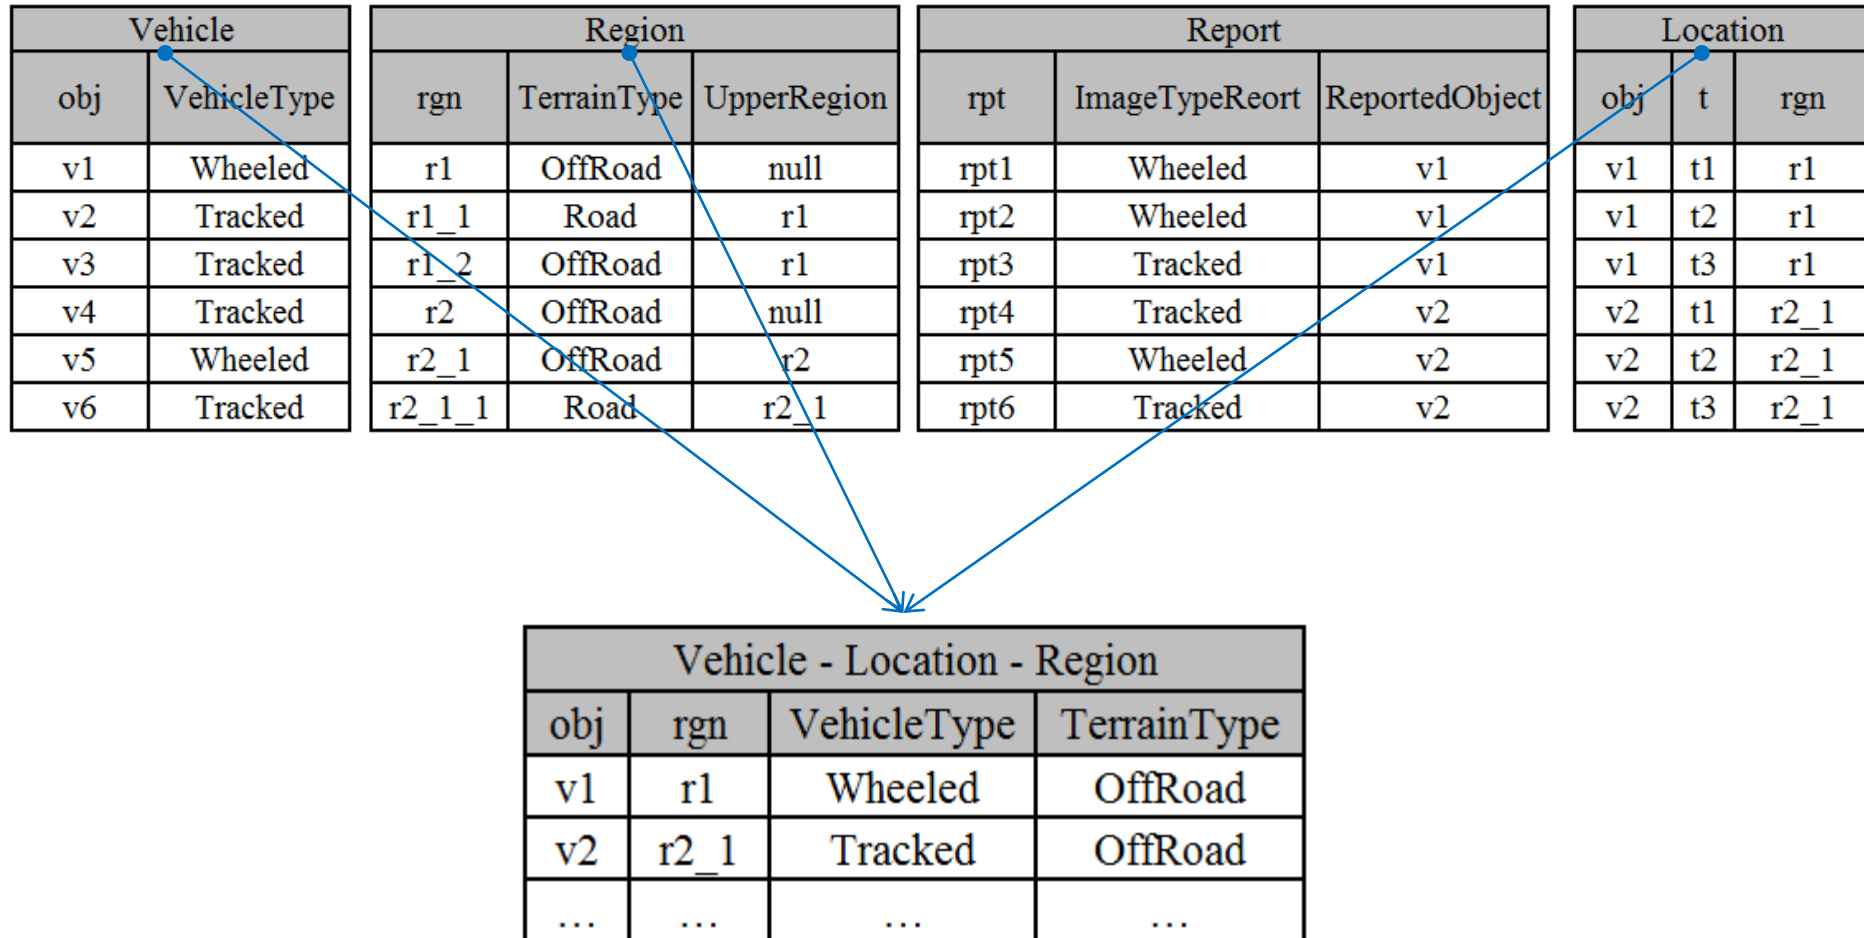 Vehicle Region Report Location
obj VehicleType rgn TerrainType UpperRegion rpt ImageTypeReort ReportedObject obj t rgn
v1 Wheeled r1 OffRoad null rpt1 Wheeled v1 v1 t1 r1
v2 Tracked r1_1 Road r1 rpt2 Wheeled v1 v1 t2 r1
v3 Tracked r1_2 OffRoad r1 rpt3 Tracked v1 v1 t3 r1
v4 Tracked r2 OffRoad null rpt4 Tracked v2 v2 t1 r2_1
v5 Wheeled r2_1 OffRoad r2 rpt5 Wheeled v2 v2 t2 r2_1
v6 Tracked r2_1_1 Road r2_1 rpt6 Tracked v2 v2 t3 r2_1
Vehicle - Location - Region
obj rgn VehicleType TerrainType
v1 r1 Wheeled OffRoad
v2 r2_1 Tracked OffRoad
... ... ... ...